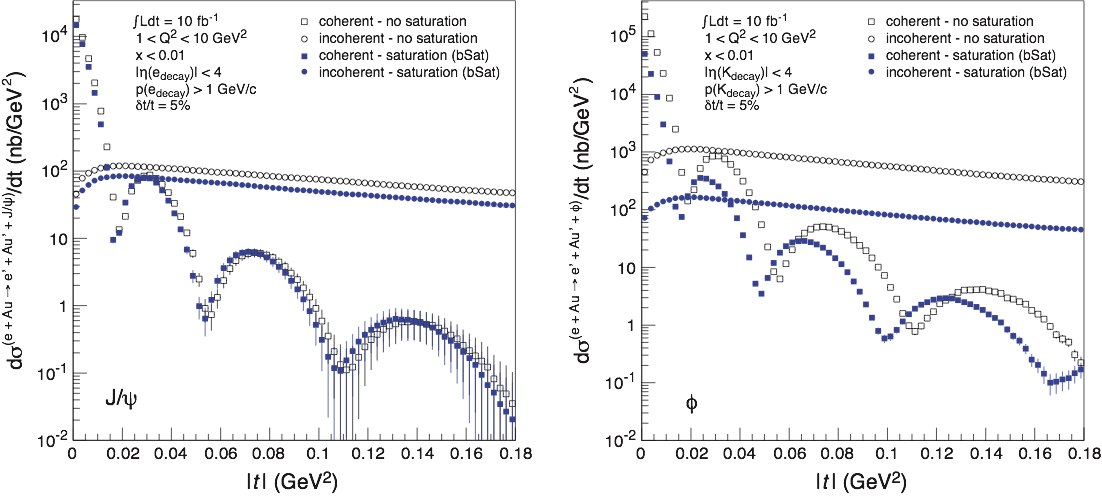 ∫Ldt = 10 fb⁻¹
1 < Q² < 10 GeV²
x < 0.01
|η(e_decay)| < 4
p(e_decay) > 1 GeV/c
δt/t = 5%
coherent - no saturation
incoherent - no saturation
coherent - saturation (bSat)
incoherent - saturation (bSat)
dσ^(e + Au → e' + Au' + J/ψ)/dt (nb/GeV²)
10⁴
10³
10²
10
1
10⁻¹
10⁻²
J/ψ
0 0.02 0.04 0.06 0.08 0.1 0.12 0.14 0.16 0.18
|t| (GeV²)
∫Ldt = 10 fb⁻¹
1 < Q² < 10 GeV²
x < 0.01
|η(K_decay)| < 4
p(K_decay) > 1 GeV/c
δt/t = 5%
coherent - no saturation
incoherent - no saturation
coherent - saturation (bSat)
incoherent - saturation (bSat)
dσ^(e + Au → e' + Au' + ϕ)/dt (nb/GeV²)
10⁵
10⁴
10³
10²
10
1
10⁻¹
10⁻²
ϕ
0 0.02 0.04 0.06 0.08 0.1 0.12 0.14 0.16 0.18
|t| (GeV²)